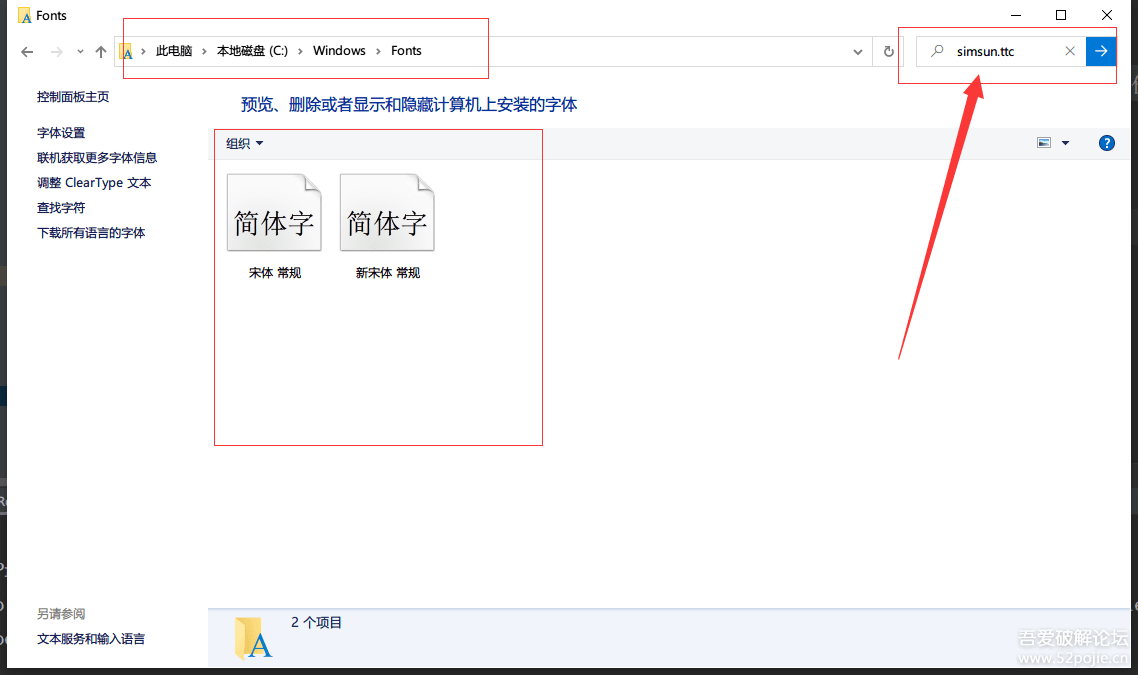 Fonts
此电脑 › 本地磁盘 (C:) › Windows › Fonts
simsun.ttc
控制面板主页
字体设置
联机获取更多字体信息
调整 ClearType 文本
查找字符
下载所有语言的字体
预览、删除或者显示和隐藏计算机上安装的字体
组织
简体字
简体字
宋体 常规
新宋体 常规
另请参阅
文本服务和输入语言
2 个项目
吾爱破解论坛
www.52pojie.cn